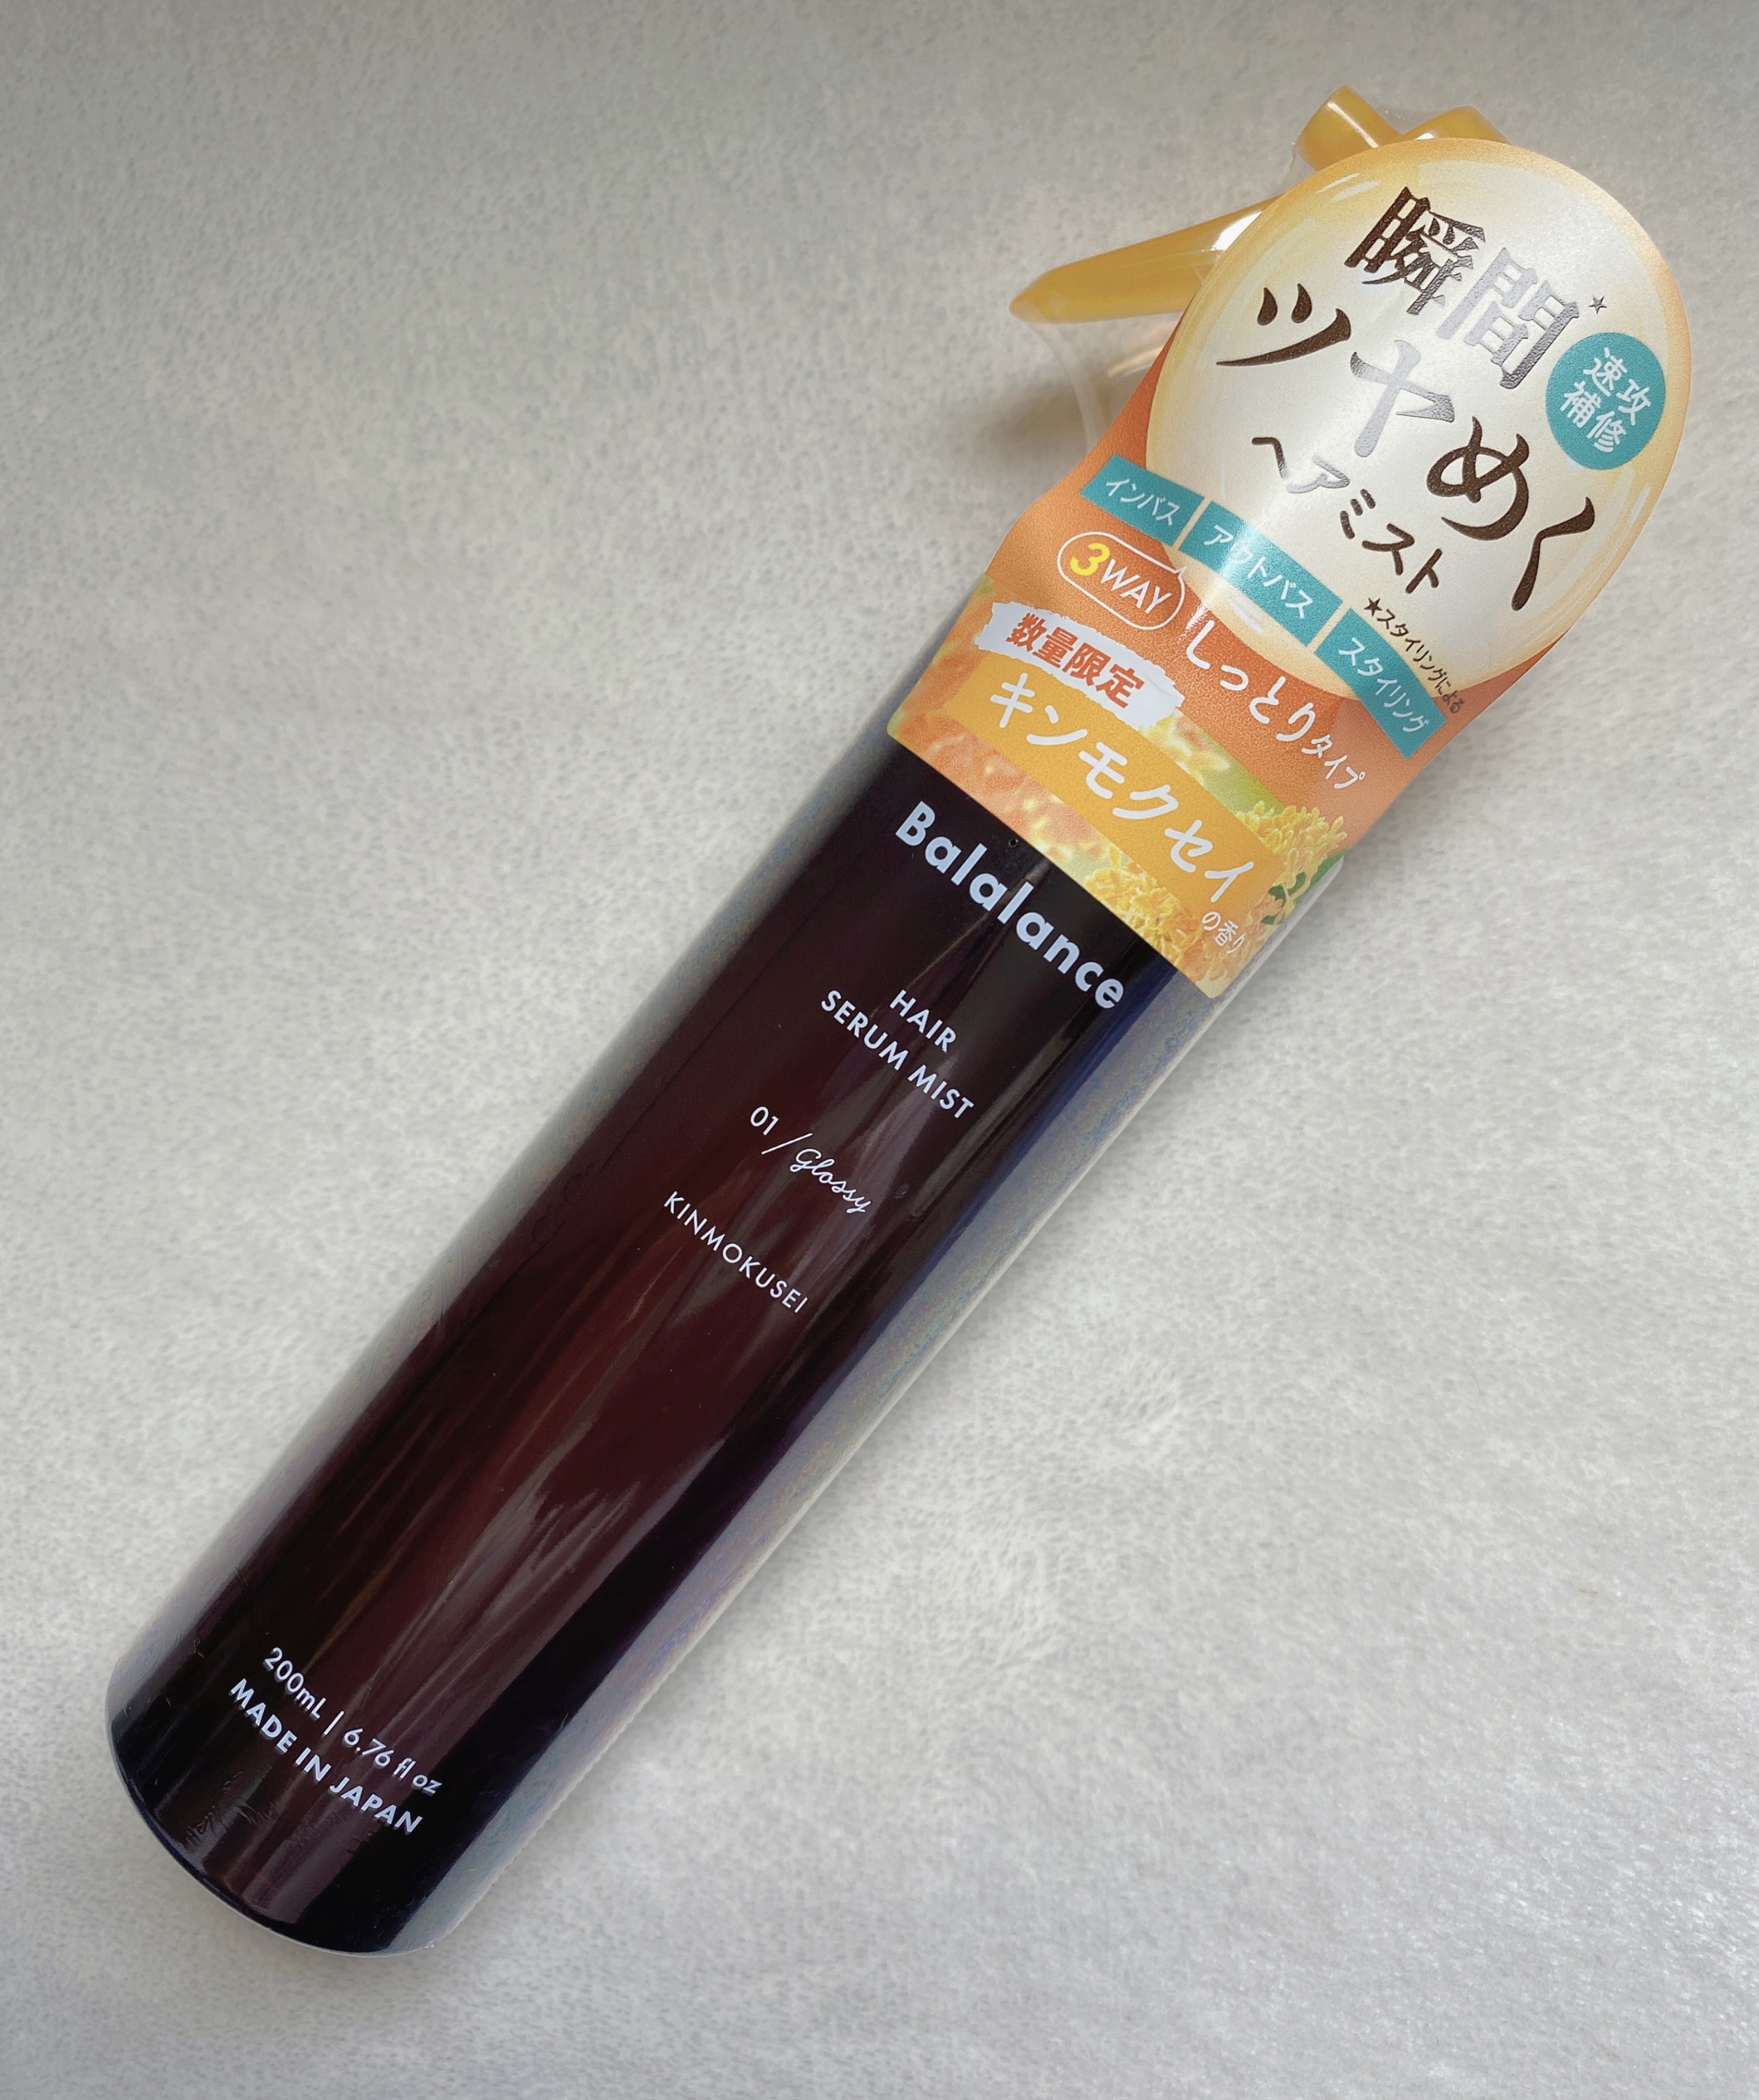 瞬間★
ツヤめく
ヘアミスト
速攻
補修
インバス
アウトバス
スタイリング
★スタイリングによる
3WAY
しっとりタイプ
数量限定
キンモクセイ
の香り
Balalance
HAIR
SERUM MIST
01/Glossy
KINMOKUSEI
200mL | 6.76 fl oz
MADE IN JAPAN